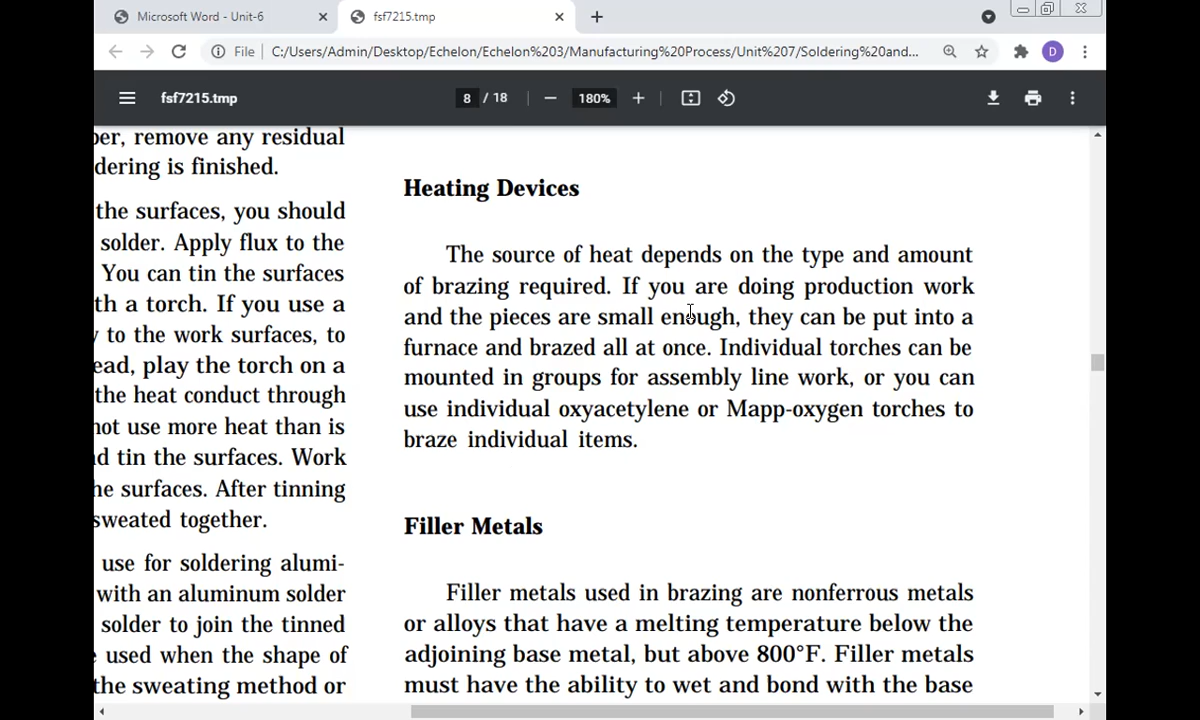 Microsoft Word - Unit-6
fsf7215.tmp
File
C:/Users/Admin/Desktop/Echelon/Echelon%203/Manufacturing%20Process/Unit%207/Soldering%20and...
D
fsf7215.tmp
8 / 18
180%
remove any residual
dering is finished.
the surfaces, you should
solder. Apply flux to the
You can tin the surfaces
th a torch. If you use a
to the work surfaces, to
ead, play the torch on a
the heat conduct through
not use more heat than is
d tin the surfaces. Work
he surfaces. After tinning
sweated together.
use for soldering alumi-
with an aluminum solder
solder to join the tinned
used when the shape of
the sweating method or
Heating Devices
The source of heat depends on the type and amount
of brazing required. If you are doing production work
and the pieces are small enough, they can be put into a
furnace and brazed all at once. Individual torches can be
mounted in groups for assembly line work, or you can
use individual oxyacetylene or Mapp-oxygen torches to
braze individual items.
Filler Metals
Filler metals used in brazing are nonferrous metals
or alloys that have a melting temperature below the
adjoining base metal, but above 800°F. Filler metals
must have the ability to wet and bond with the base